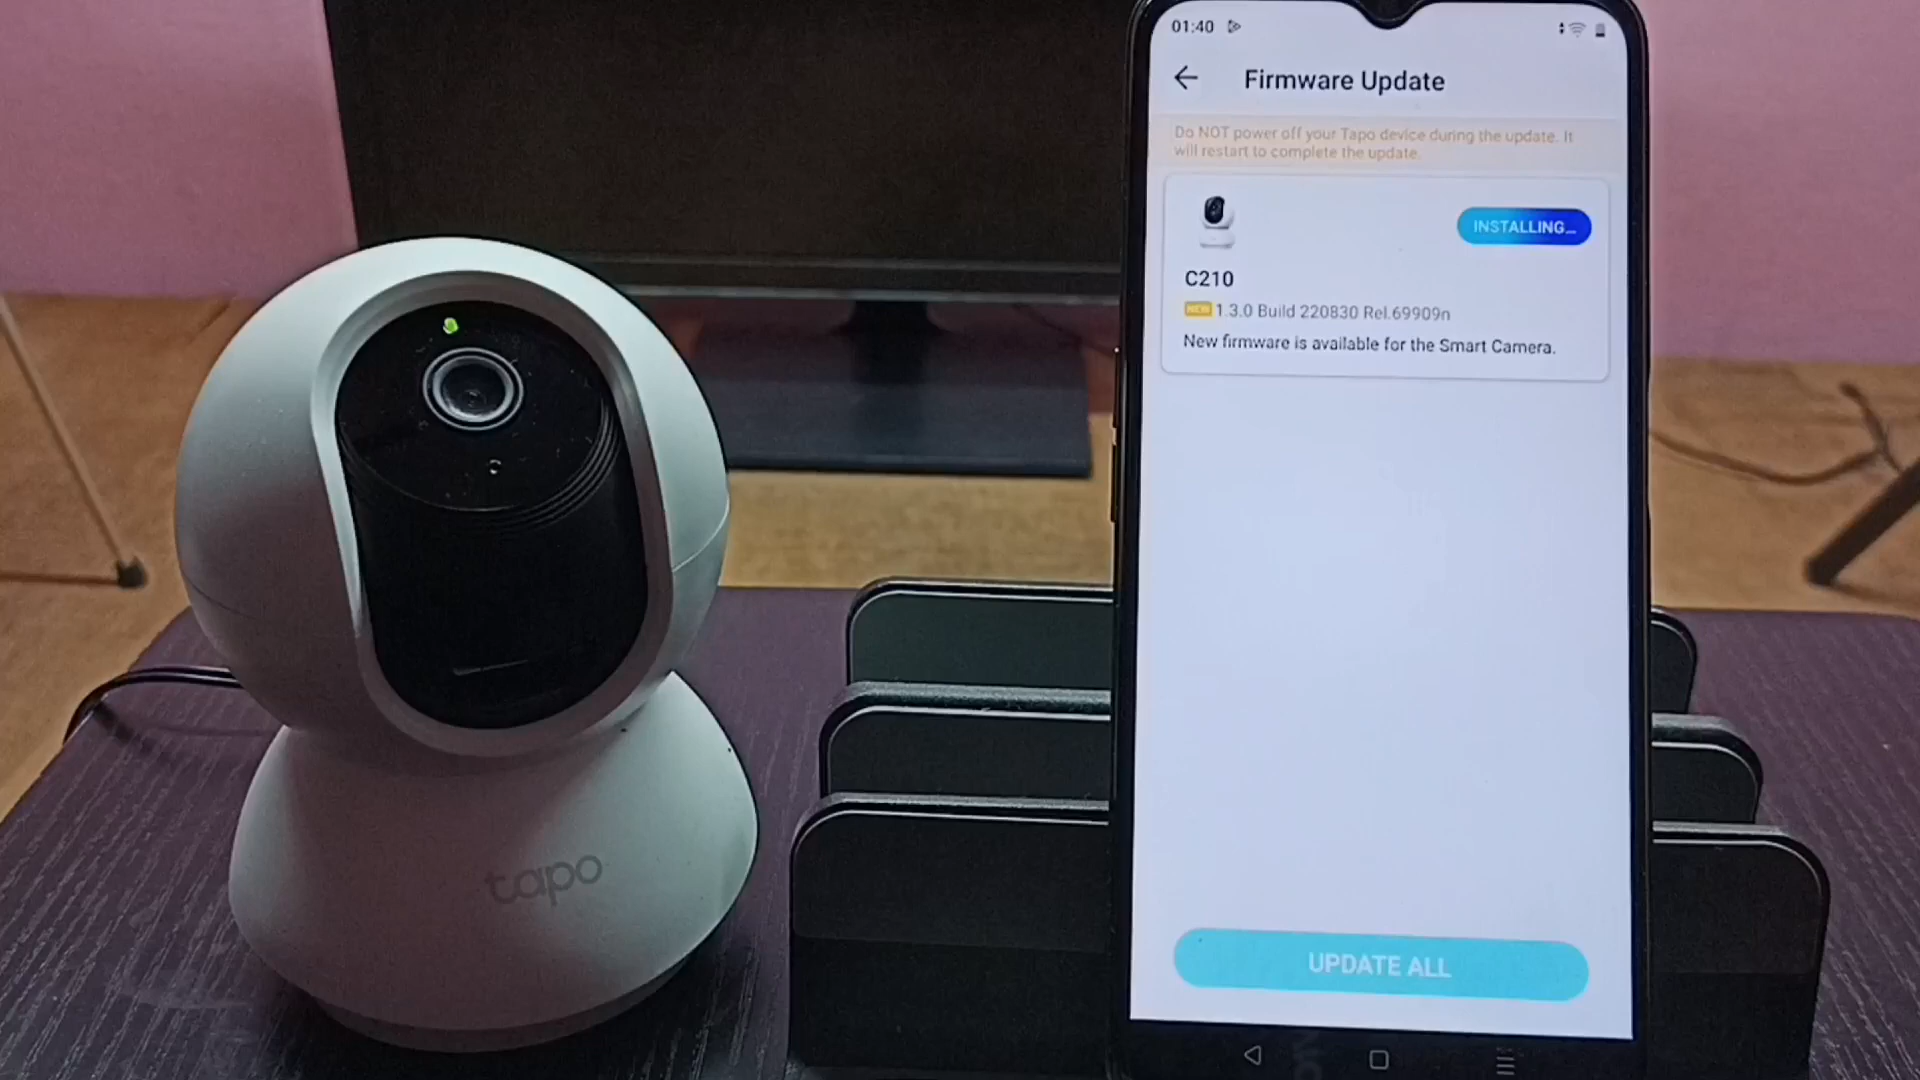 01:40
Firmware Update
Do NOT power off your Tapo device during the update. It
will restart to complete the update.
INSTALLING...
C210
NEW 1.3.0 Build 220830 Rel.69909n
New firmware is available for the Smart Camera.
UPDATE ALL
tapo